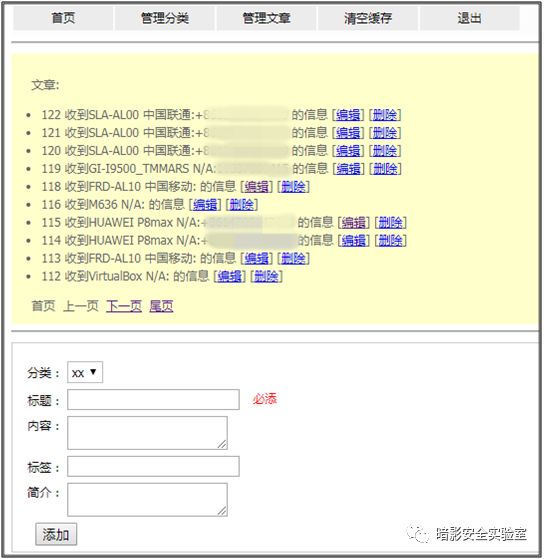 首页 管理分类 管理文章 清空缓存 退出
文章:
122 收到SLA-AL00 中国联通:+8 的信息 [编辑] [删除]
121 收到SLA-AL00 中国联通:+8 的信息 [编辑] [删除]
120 收到SLA-AL00 中国联通:+8 的信息 [编辑] [删除]
119 收到GI-I9500_TMMARS N/A: 的信息 [编辑] [删除]
118 收到FRD-AL10 中国移动: 的信息 [编辑] [删除]
116 收到M636 N/A: 的信息 [编辑] [删除]
115 收到HUAWEI P8max N/A:+ 的信息 [编辑] [删除]
114 收到HUAWEI P8max N/A:+ 的信息 [编辑] [删除]
113 收到FRD-AL10 中国移动: 的信息 [编辑] [删除]
112 收到VirtualBox N/A: 的信息 [编辑] [删除]
首页 上一页 下一页 尾页
分类： xx
标题： 必添
内容：
标签：
简介：
添加
暗影安全实验室